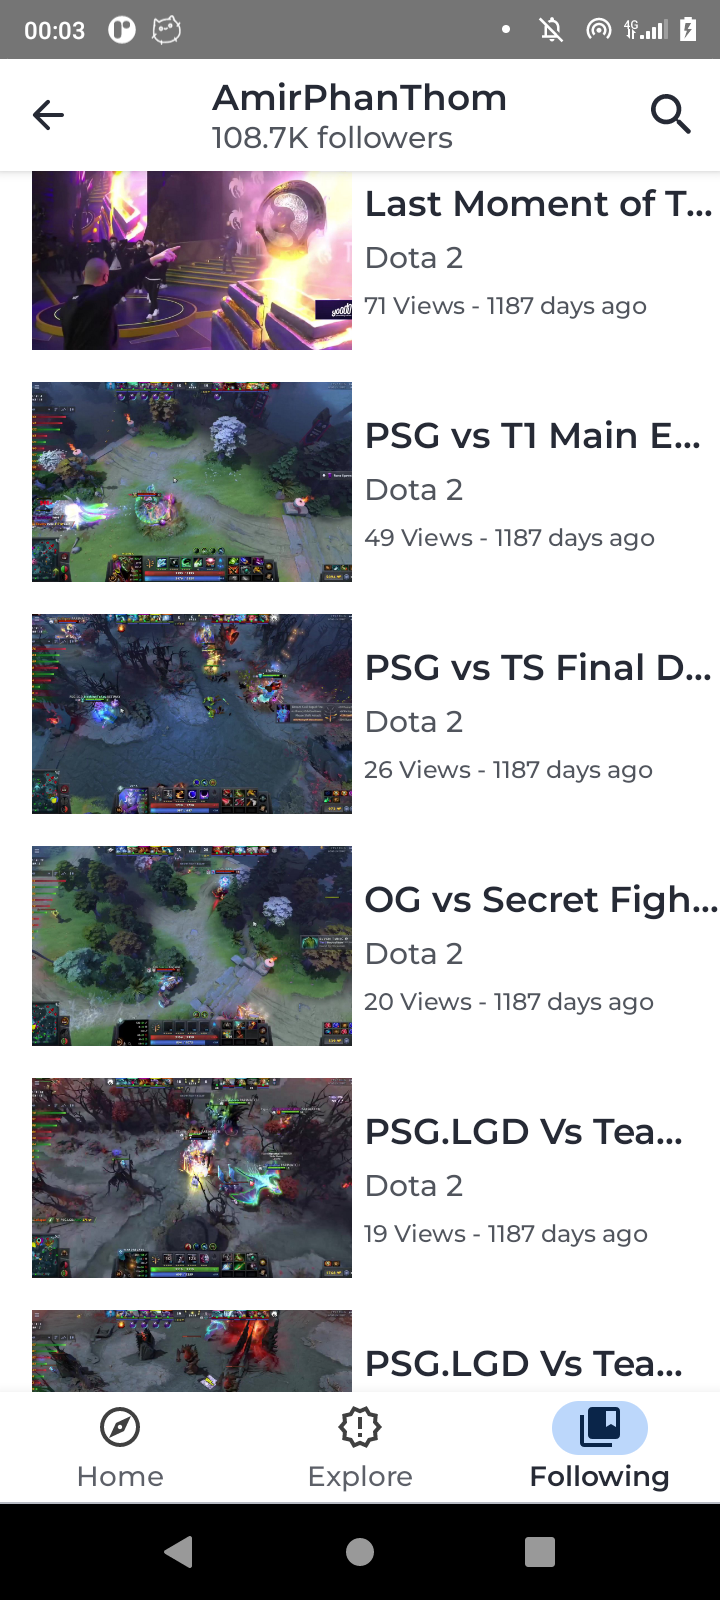 00:03
4G
AmirPhanThom
108.7K followers
Last Moment of T...
Dota 2
71 Views - 1187 days ago
PSG vs T1 Main E...
Dota 2
49 Views - 1187 days ago
PSG vs TS Final D...
Dota 2
26 Views - 1187 days ago
OG vs Secret Figh...
Dota 2
20 Views - 1187 days ago
PSG.LGD Vs Tea...
Dota 2
19 Views - 1187 days ago
PSG.LGD Vs Tea...
Home
Explore
Following